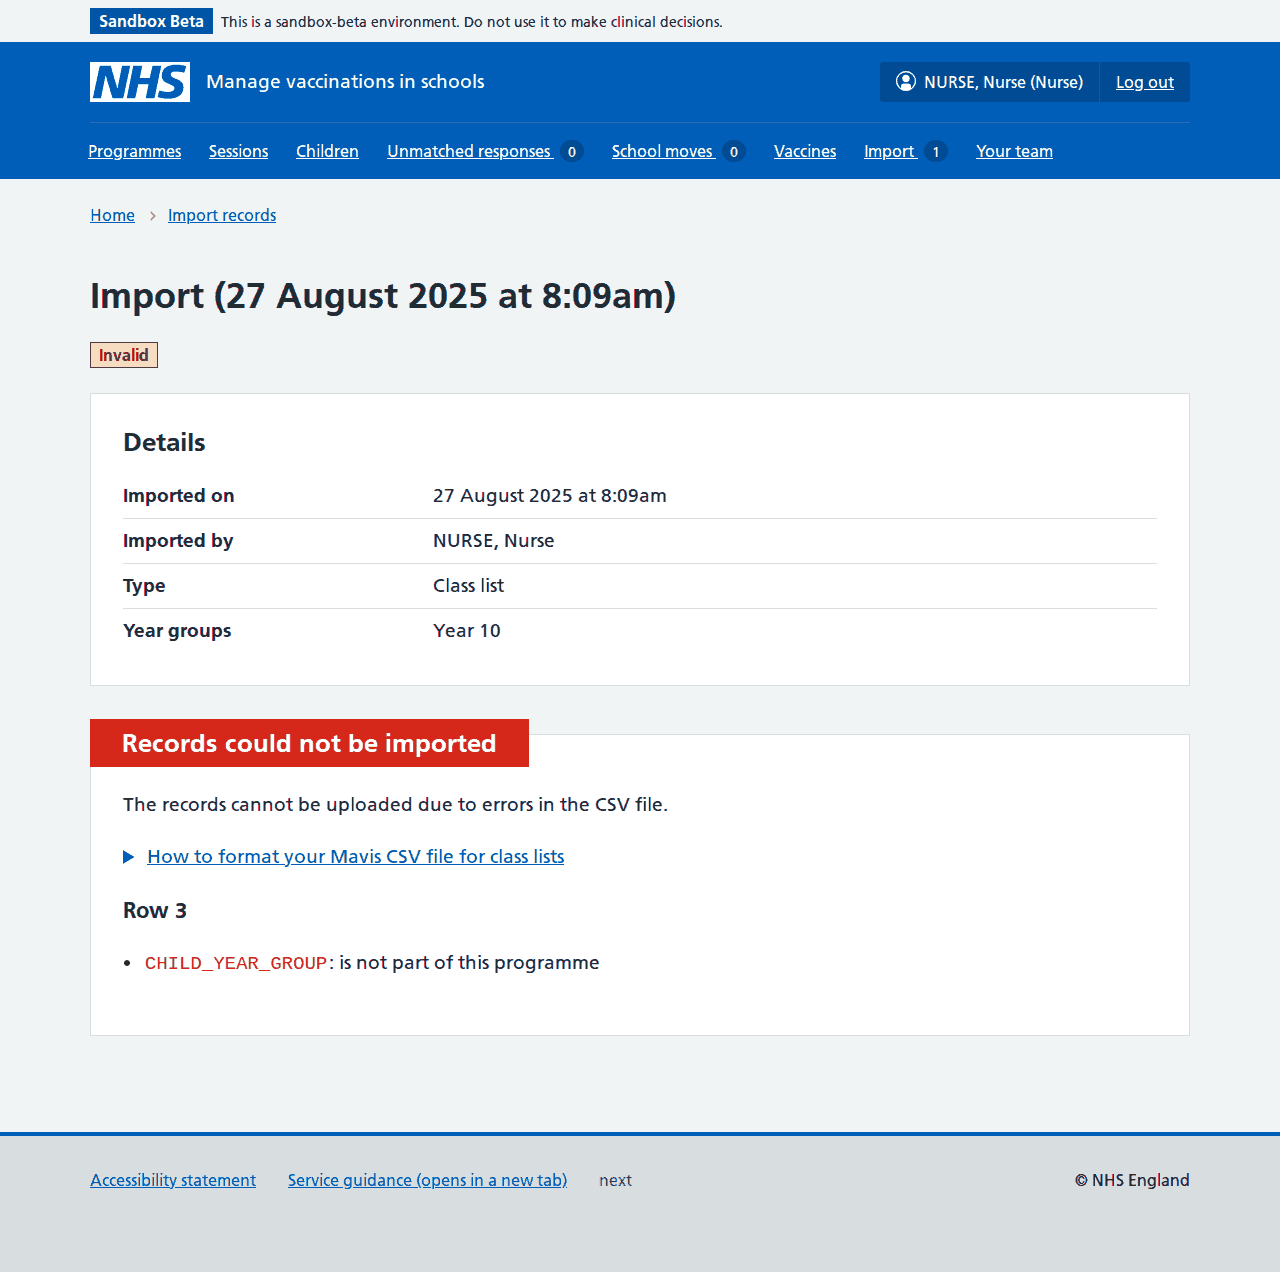 Sandbox Beta This is a sandbox-beta environment. Do not use it to make clinical decisions.
NHS Manage vaccinations in schools NURSE, Nurse (Nurse) Log out
Programmes Sessions Children Unmatched responses 0 School moves 0 Vaccines Import 1 Your team
Home Import records
Import (27 August 2025 at 8:09am)
Invalid
Details
Imported on 27 August 2025 at 8:09am
Imported by NURSE, Nurse
Type Class list
Year groups Year 10
Records could not be imported
The records cannot be uploaded due to errors in the CSV file.
How to format your Mavis CSV file for class lists
Row 3
• CHILD_YEAR_GROUP: is not part of this programme
Accessibility statement Service guidance (opens in a new tab) next © NHS England